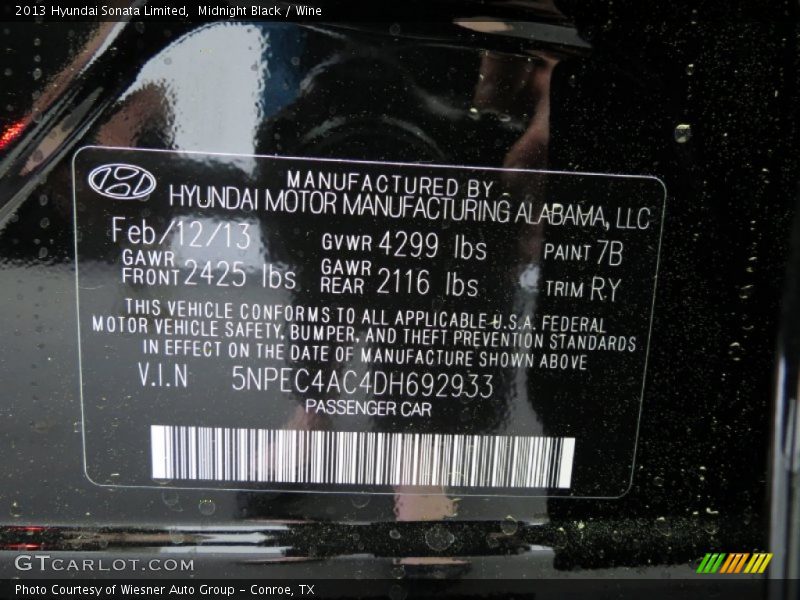 2013 Hyundai Sonata Limited,  Midnight Black / Wine
MANUFACTURED BY
HYUNDAI MOTOR MANUFACTURING ALABAMA, LLC
Feb/12/13 GVWR 4299 lbs PAINT 7B
GAWR FRONT 2425 lbs GAWR REAR 2116 lbs TRIM RY
THIS VEHICLE CONFORMS TO ALL APPLICABLE U.S.A. FEDERAL
MOTOR VEHICLE SAFETY, BUMPER, AND THEFT PREVENTION STANDARDS
IN EFFECT ON THE DATE OF MANUFACTURE SHOWN ABOVE
V.I.N 5NPEC4AC4DH692933
PASSENGER CAR
GTCARLOT.COM
Photo Courtesy of Wiesner Auto Group - Conroe, TX